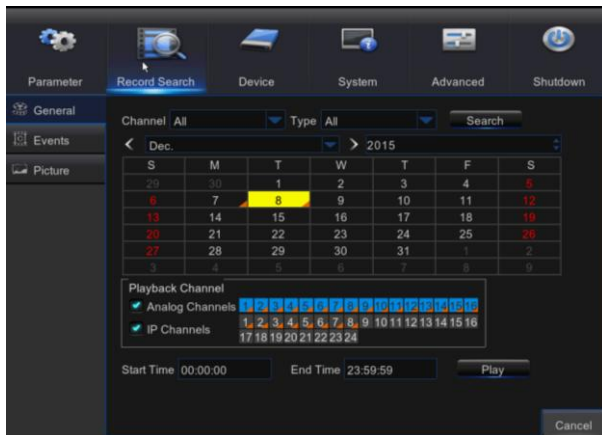 Parameter Record Search Device System Advanced Shutdown
General
Events
Picture
Channel All Type All Search
< Dec. > 2015
S M T W T F S
29 30 1 2 3 4 5
6 7 8 9 10 11 12
13 14 15 16 17 18 19
20 21 22 23 24 25 26
27 28 29 30 31 1 2
3 4 5 6 7 8 9
Playback Channel
Analog Channels 1 2 3 4 5 6 7 8 9 10 11 12 13 14 15 16
IP Channels 1 2 3 4 5 6 7 8 9 10 11 12 13 14 15 16
17 18 19 20 21 22 23 24
Start Time 00:00:00 End Time 23:59:59 Play
Cancel